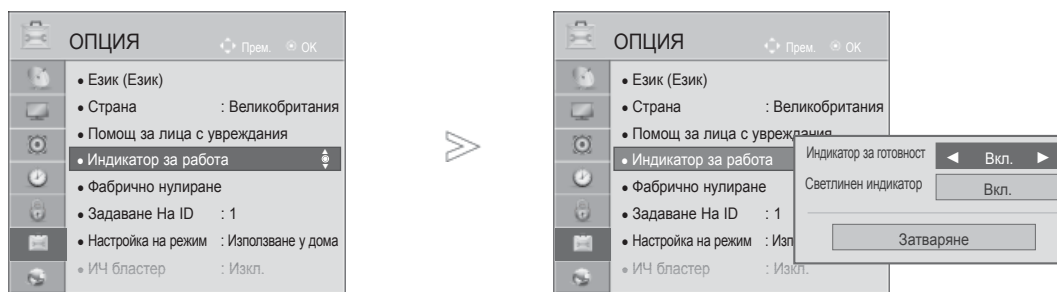 ОПЦИЯ
Прем. OK
• Език (Език)
• Страна : Великобритания
• Помощ за лица с увреждания
• Индикатор за работа
• Фабрично нулиране
• Задаване На ID : 1
• Настройка на режим : Използване у дома
• ИЧ бластер : Изкл.
ОПЦИЯ
Прем. OK
• Език (Език)
• Страна : Великобритания
• Помощ за лица с увреждания
• Индикатор за работа
• Фабрично нулиране
• Задаване На ID : 1
• Настройка на режим : Изп
• ИЧ бластер : Изкл.
Индикатор за готовност ◄ Вкл. ►
Светлинен индикатор Вкл.
Затваряне